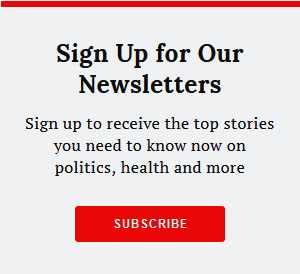 Sign Up for Our
Newsletters
Sign up to receive the top stories
you need to know now on
politics, health and more
SUBSCRIBE